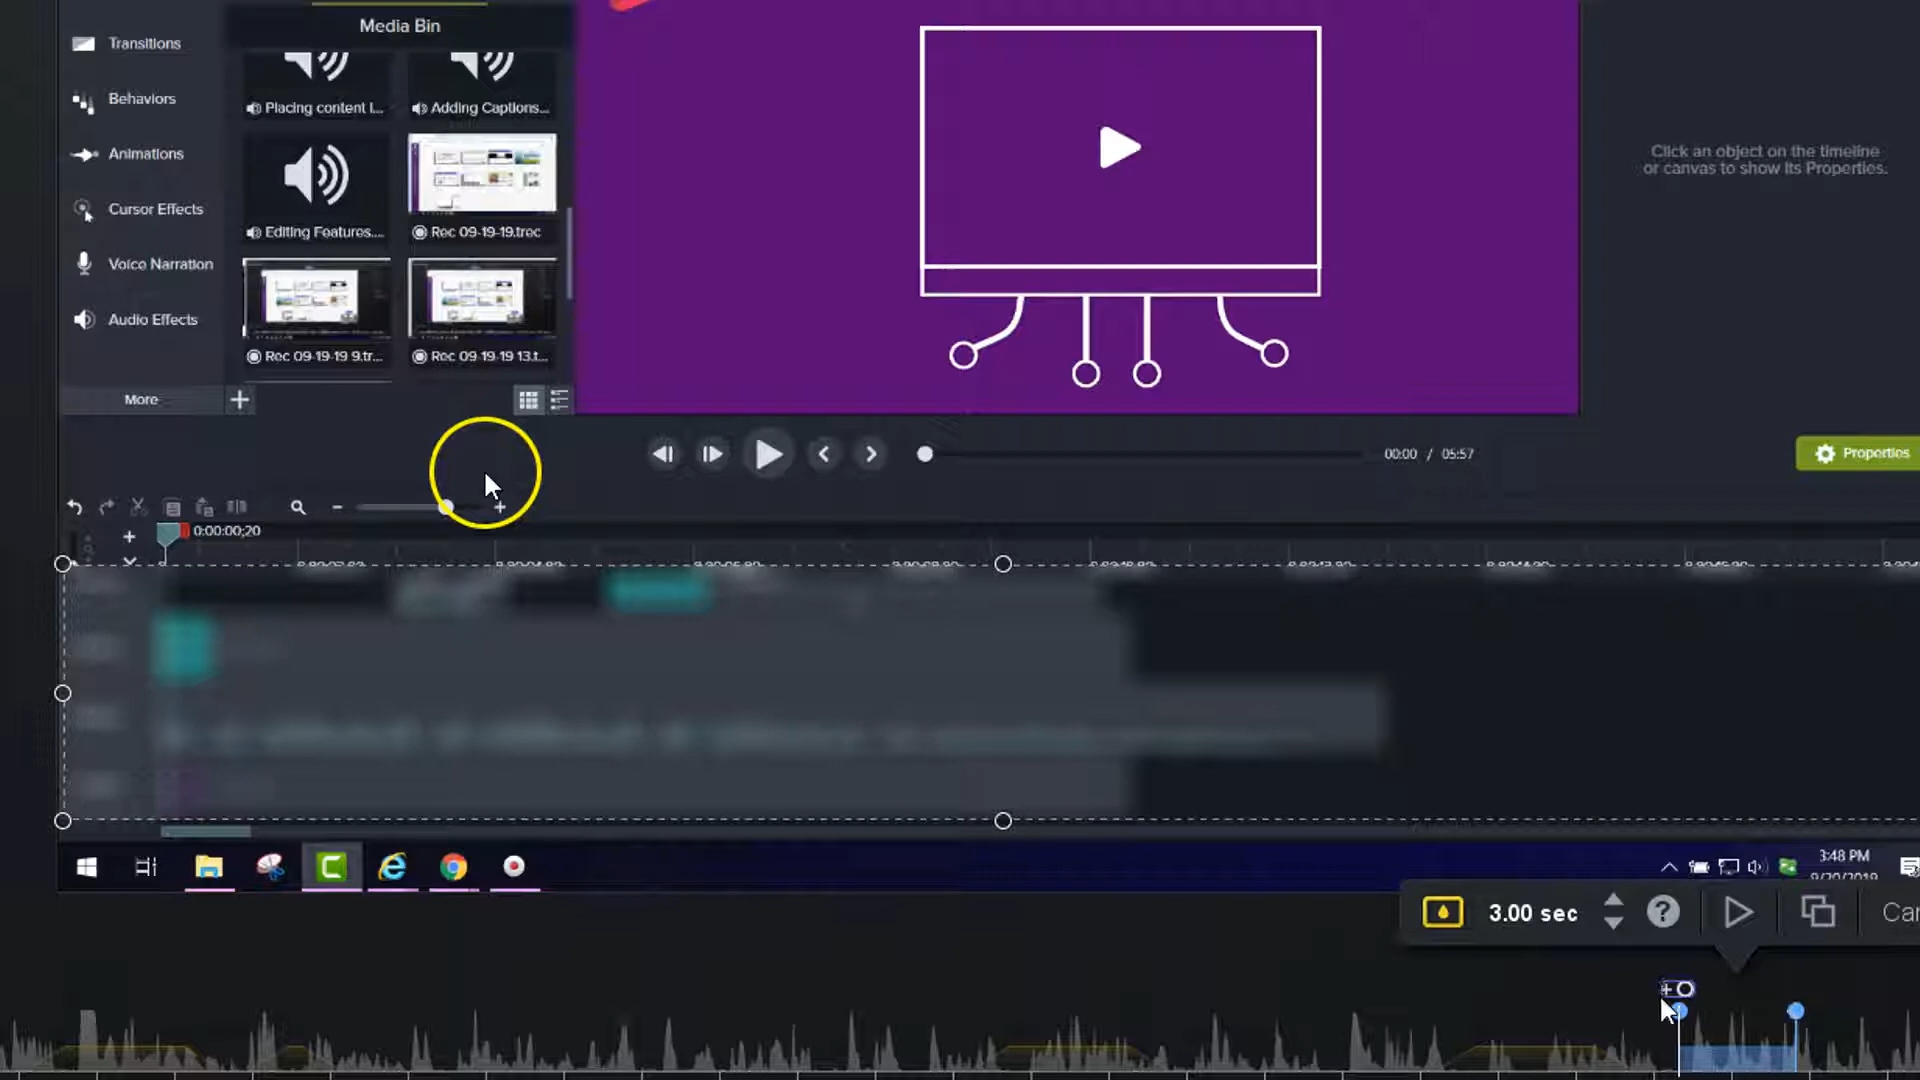 Media Bin
Transitions
Behaviors
Animations
Cursor Effects
Voice Narration
Audio Effects
More
Placing content I...
Adding Captions...
Editing Features....
Rec 09-19-19.trec
Rec 09-19-19 9.tr...
Rec 09-19-19 13.t...
Click an object on the timeline
or canvas to show its Properties.
00:00 / 05:57
Properties
0:00:00;20
3:48 PM
9/20/2019
3.00 sec
Can